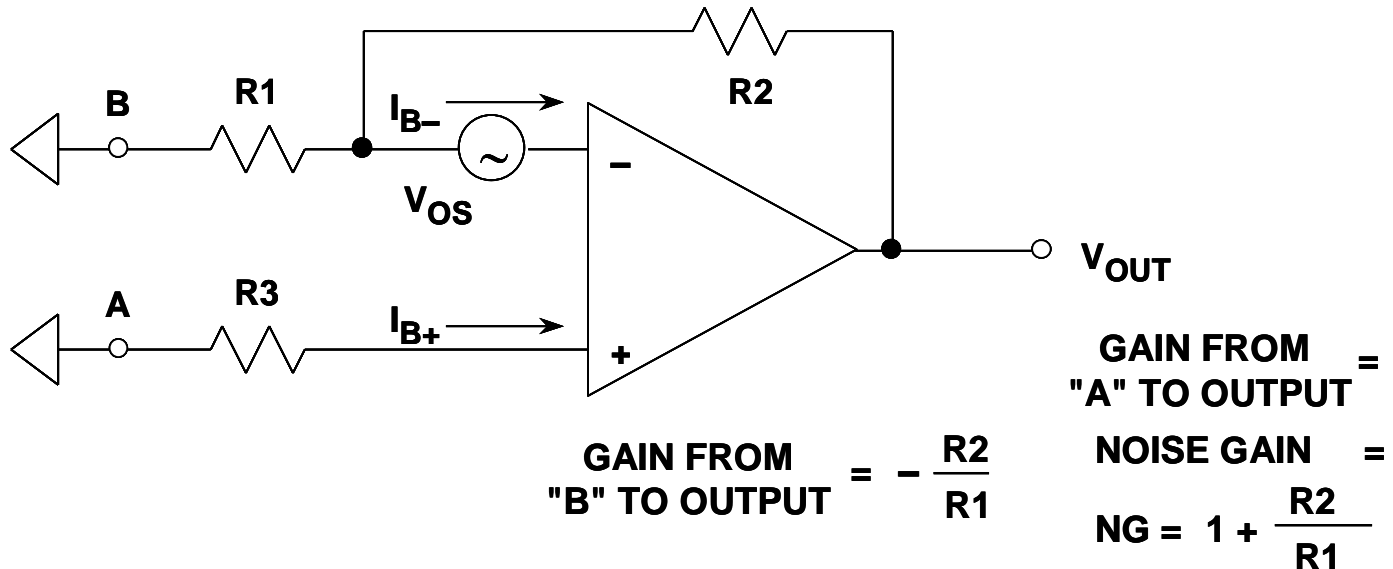 B
R1
R2
I B–
~
–
V OS
A
R3
I B+
+
V OUT
GAIN FROM
"A" TO OUTPUT =
GAIN FROM
"B" TO OUTPUT = – R2
R1
NOISE GAIN =
NG = 1 + R2
R1